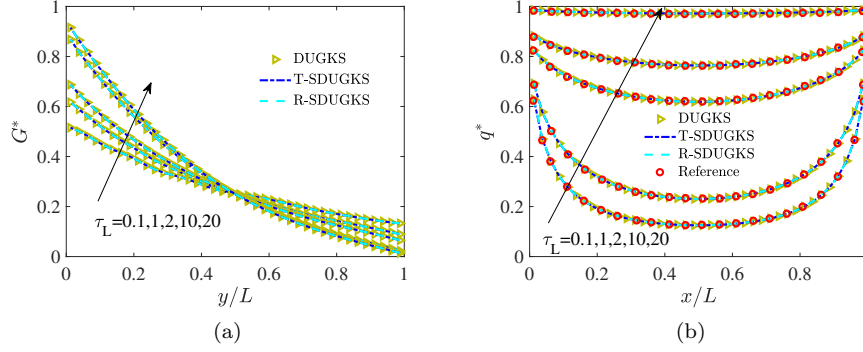 1
0.8
0.6
0.4
0.2
0
G*
DUGKS
T-SDUGKS
R-SDUGKS
τL=0.1,1,2,10,20
0 0.2 0.4 0.6 0.8 1
y/L
(a)
1
0.8
0.6
0.4
0.2
0
q*
DUGKS
T-SDUGKS
R-SDUGKS
Reference
τL=0.1,1,2,10,20
0 0.2 0.4 0.6 0.8
x/L
(b)